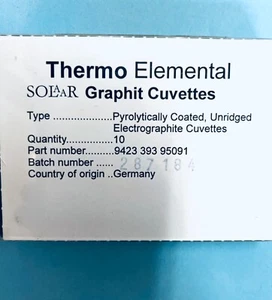 Thermo Elemental
SOLAAR Graphit Cuvettes
Type ....................Pyrolytically Coated, Unridged
Electrographite Cuvettes
Quantity................10
Part number..........9423 393 95091
Batch number ...... 287184
Country of origin ..Germany